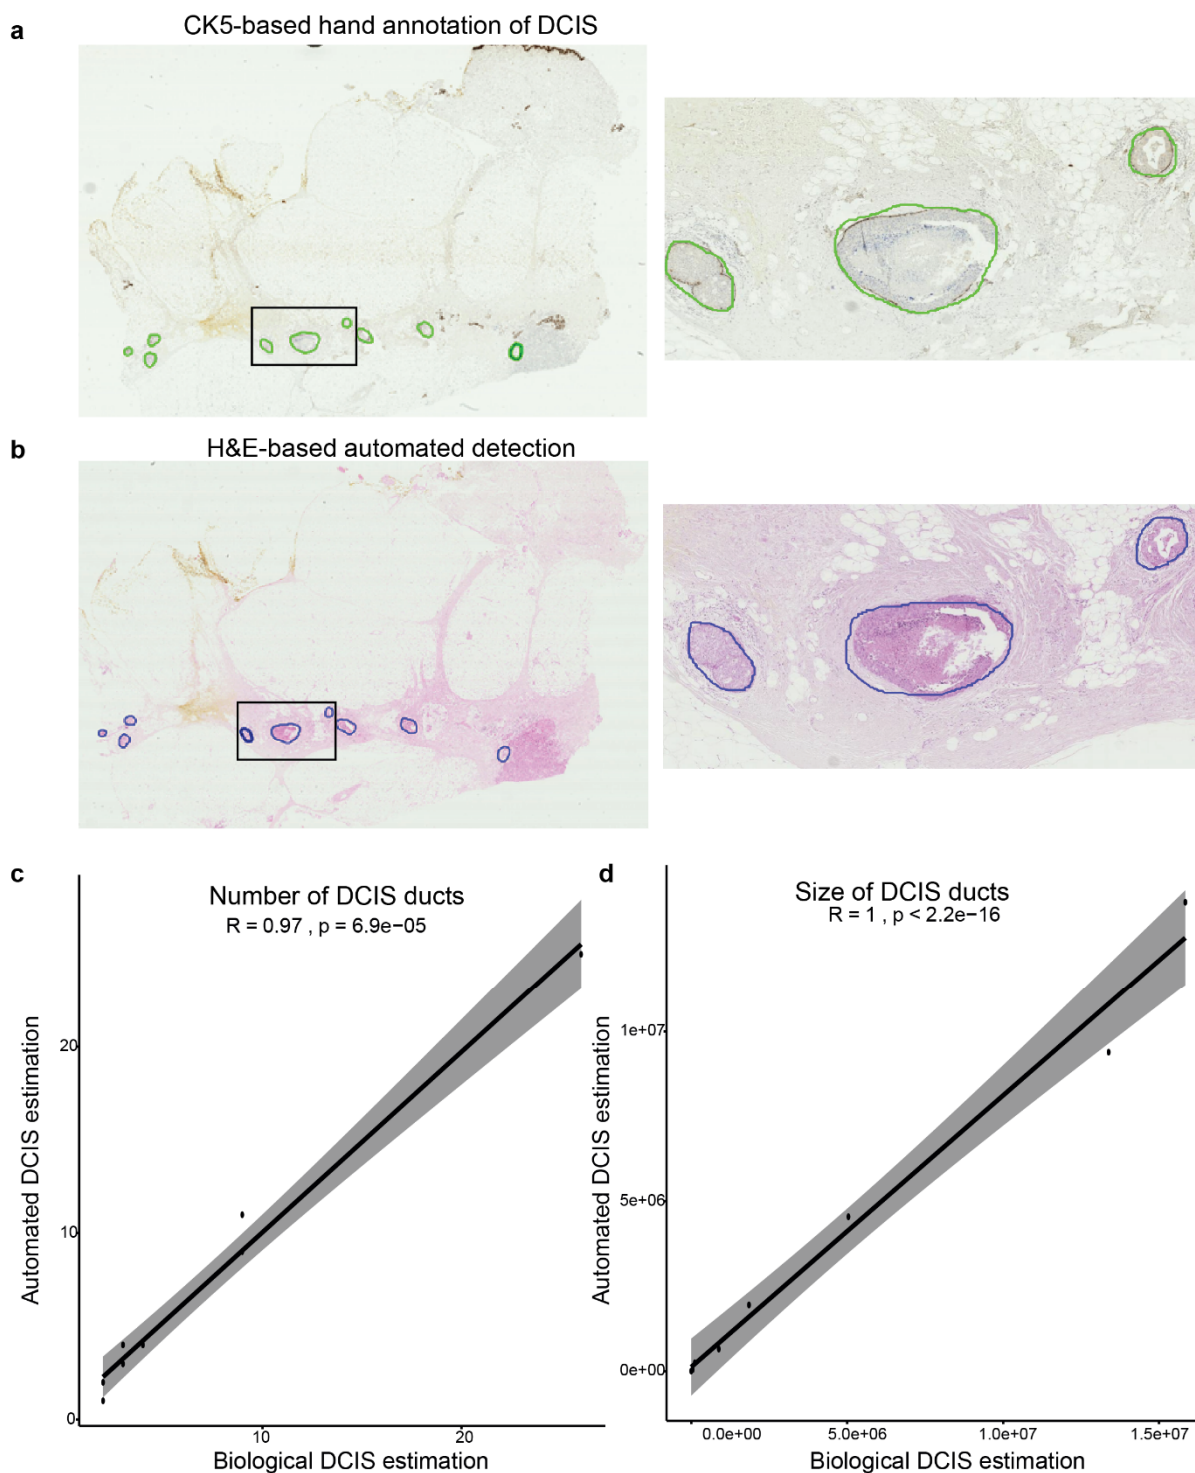 a
CK5-based hand annotation of DCIS
b
H&E-based automated detection
c
Number of DCIS ducts
R = 0.97 , p = 6.9e−05
Automated DCIS estimation
20
10
0
10
20
Biological DCIS estimation
d
Size of DCIS ducts
R = 1 , p < 2.2e−16
Automated DCIS estimation
1e+07
5e+06
0e+00
0.0e+00
5.0e+06
1.0e+07
1.5e+07
Biological DCIS estimation